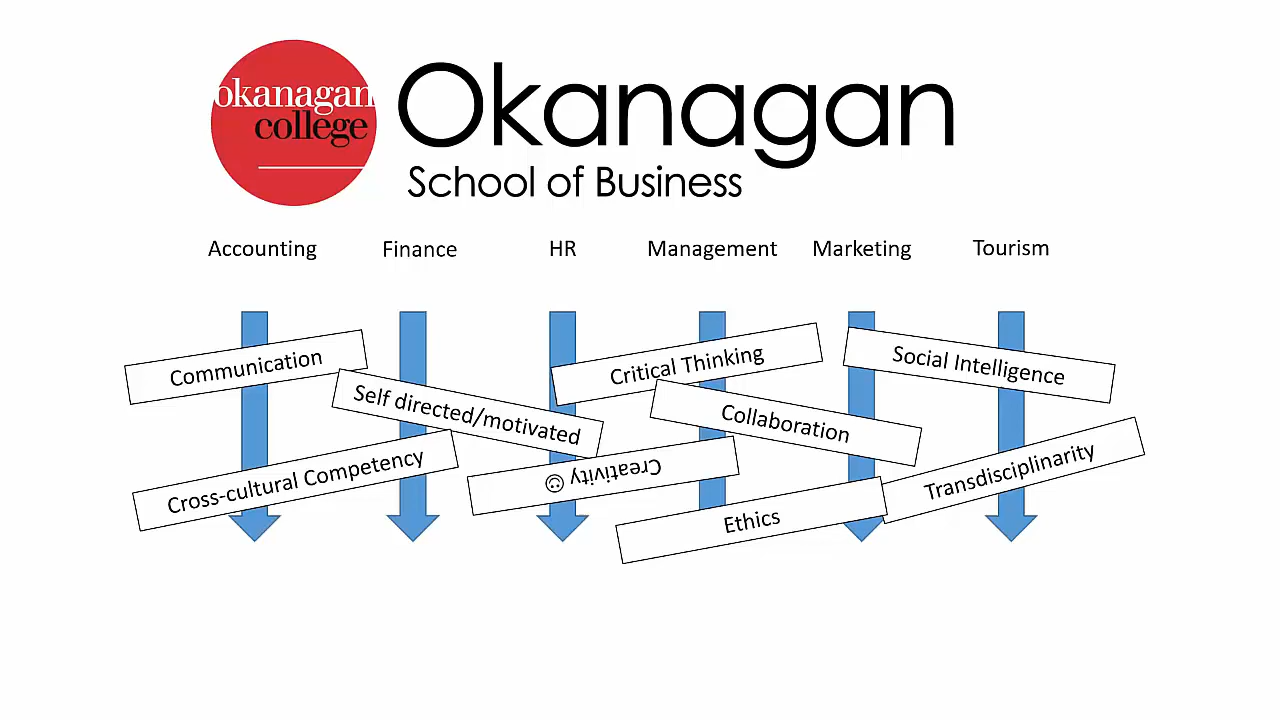 okanagan
college
Okanagan
School of Business
Accounting Finance HR Management Marketing Tourism
Communication
Critical Thinking
Social Intelligence
Self directed/motivated
Collaboration
Cross-cultural Competency
Creativity ☺
Transdisciplinarity
Ethics